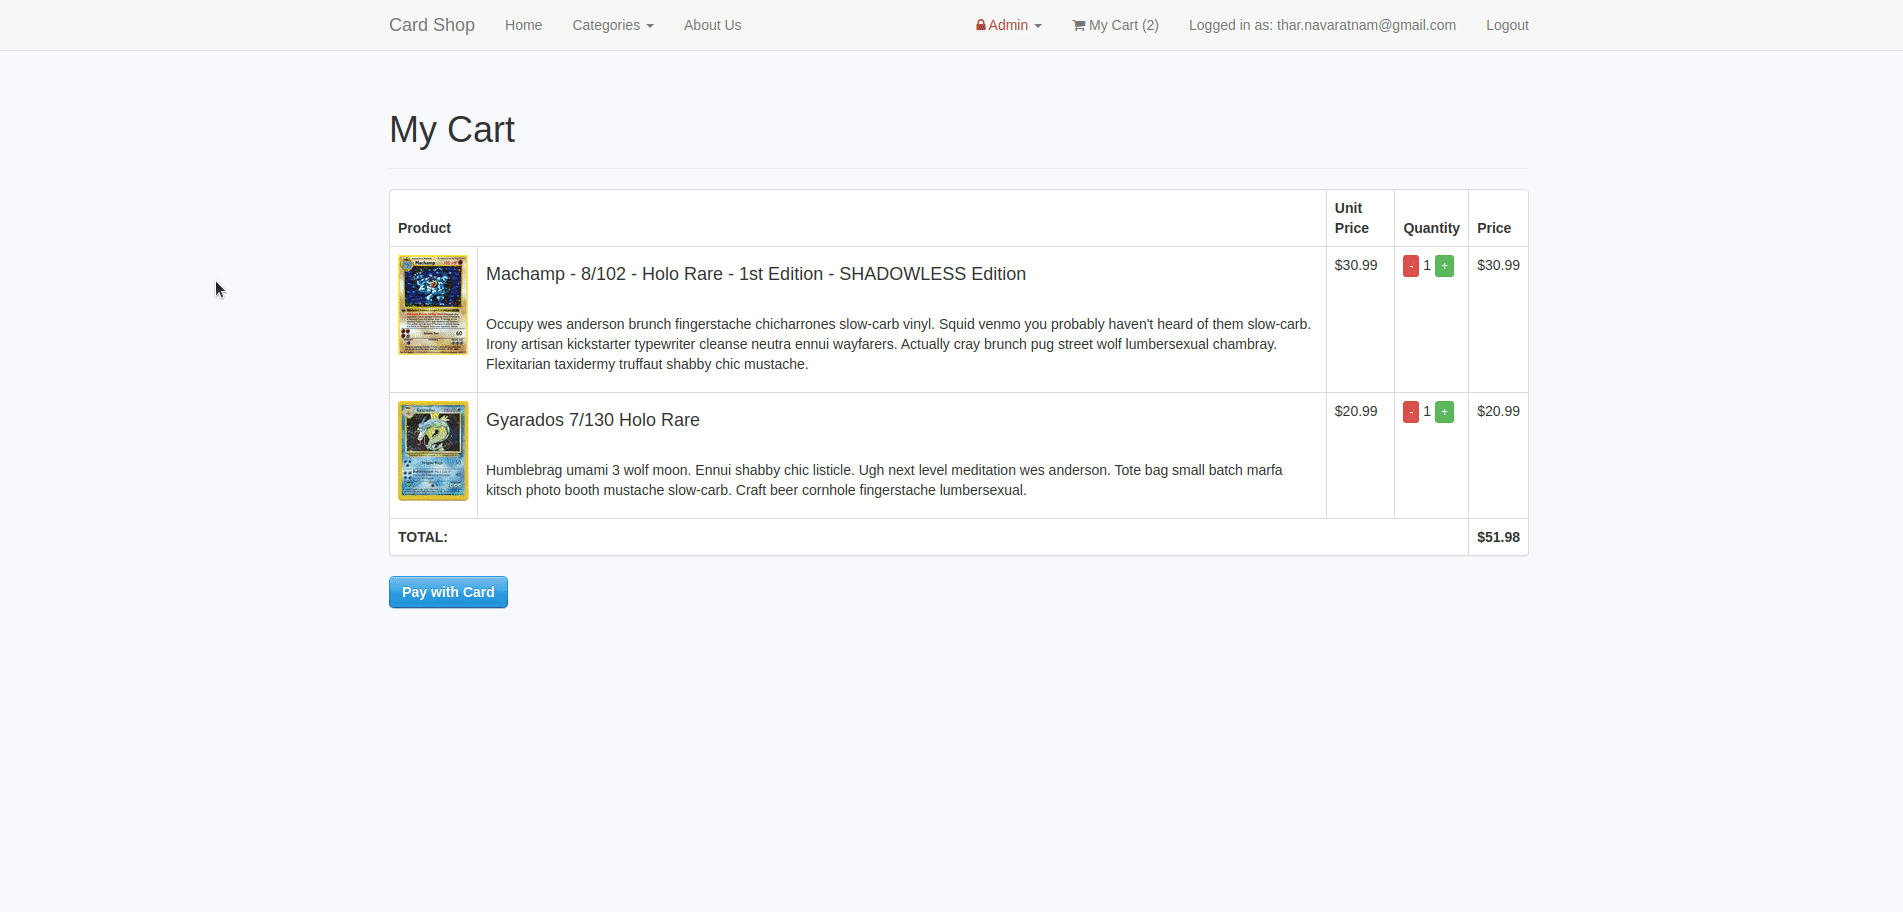 Card Shop Home Categories About Us Admin My Cart (2) Logged in as: thar.navaratnam@gmail.com Logout
My Cart
Product Unit Price Quantity Price
Machamp - 8/102 - Holo Rare - 1st Edition - SHADOWLESS Edition $30.99 - 1 + $30.99
Machamp
Occupy wes anderson brunch fingerstache chicharrones slow-carb vinyl. Squid venmo you probably haven't heard of them slow-carb.
Irony artisan kickstarter typewriter cleanse neutra ennui wayfarers. Actually cray brunch pug street wolf lumbersexual chambray.
Flexitarian taxidermy truffaut shabby chic mustache.
60
Gyarados 7/130 Holo Rare $20.99 - 1 + $20.99
Gyarados
Humblebrag umami 3 wolf moon. Ennui shabby chic listicle. Ugh next level meditation wes anderson. Tote bag small batch marfa
kitsch photo booth mustache slow-carb. Craft beer cornhole fingerstache lumbersexual.
TOTAL: $51.98
Pay with Card